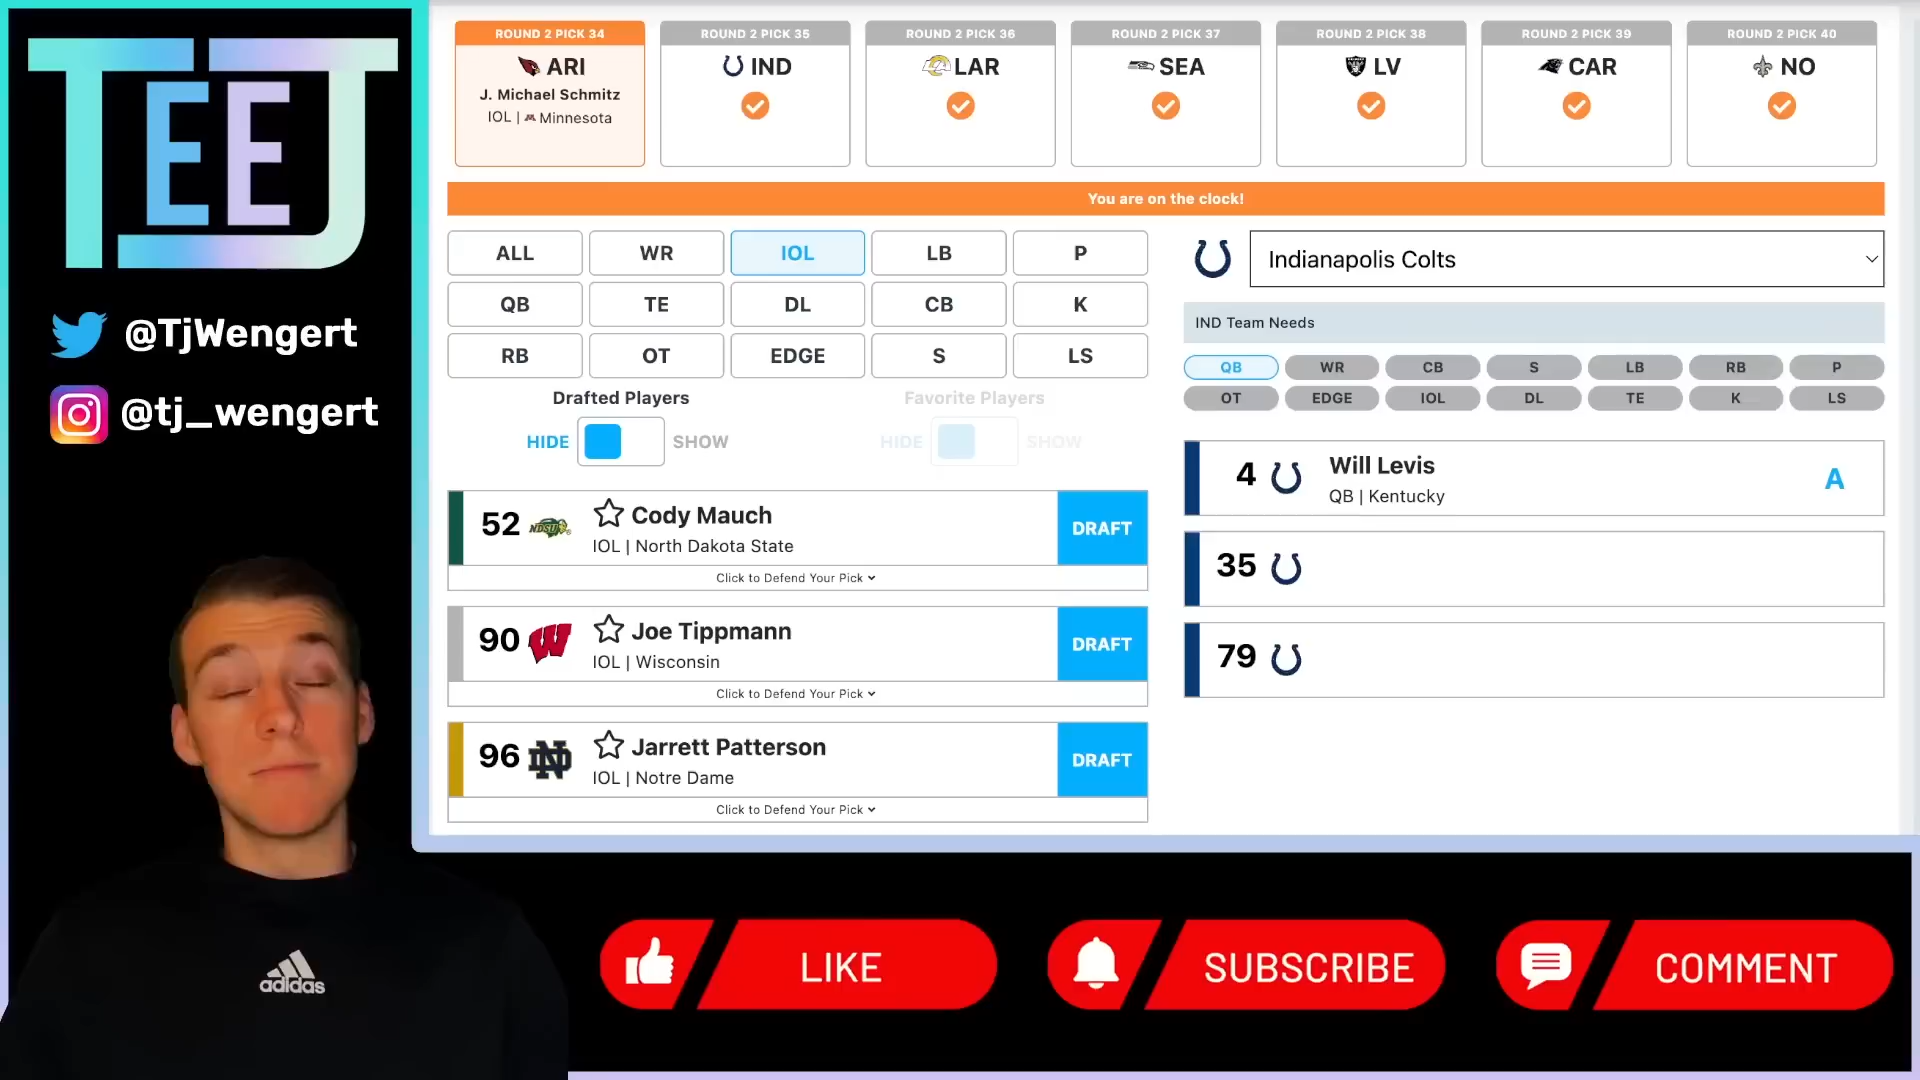 TEEJ
@TjWengert
@tj_wengert
adidas
ROUND 2 PICK 34
ARI
J. Michael Schmitz
IOL | Minnesota
ROUND 2 PICK 35
IND
ROUND 2 PICK 36
LAR
ROUND 2 PICK 37
SEA
ROUND 2 PICK 38
LV
ROUND 2 PICK 39
CAR
ROUND 2 PICK 40
NO
You are on the clock!
ALL
WR
IOL
LB
P
QB
TE
DL
CB
K
RB
OT
EDGE
S
LS
Drafted Players
HIDE
SHOW
Favorite Players
HIDE
SHOW
52
NDSU
Cody Mauch
IOL | North Dakota State
DRAFT
Click to Defend Your Pick
90
W
Joe Tippmann
IOL | Wisconsin
DRAFT
Click to Defend Your Pick
96
ND
Jarrett Patterson
IOL | Notre Dame
DRAFT
Click to Defend Your Pick
Indianapolis Colts
IND Team Needs
QB
WR
CB
S
LB
RB
P
OT
EDGE
IOL
DL
TE
K
LS
4
Will Levis
QB | Kentucky
A
35
79
LIKE
SUBSCRIBE
COMMENT